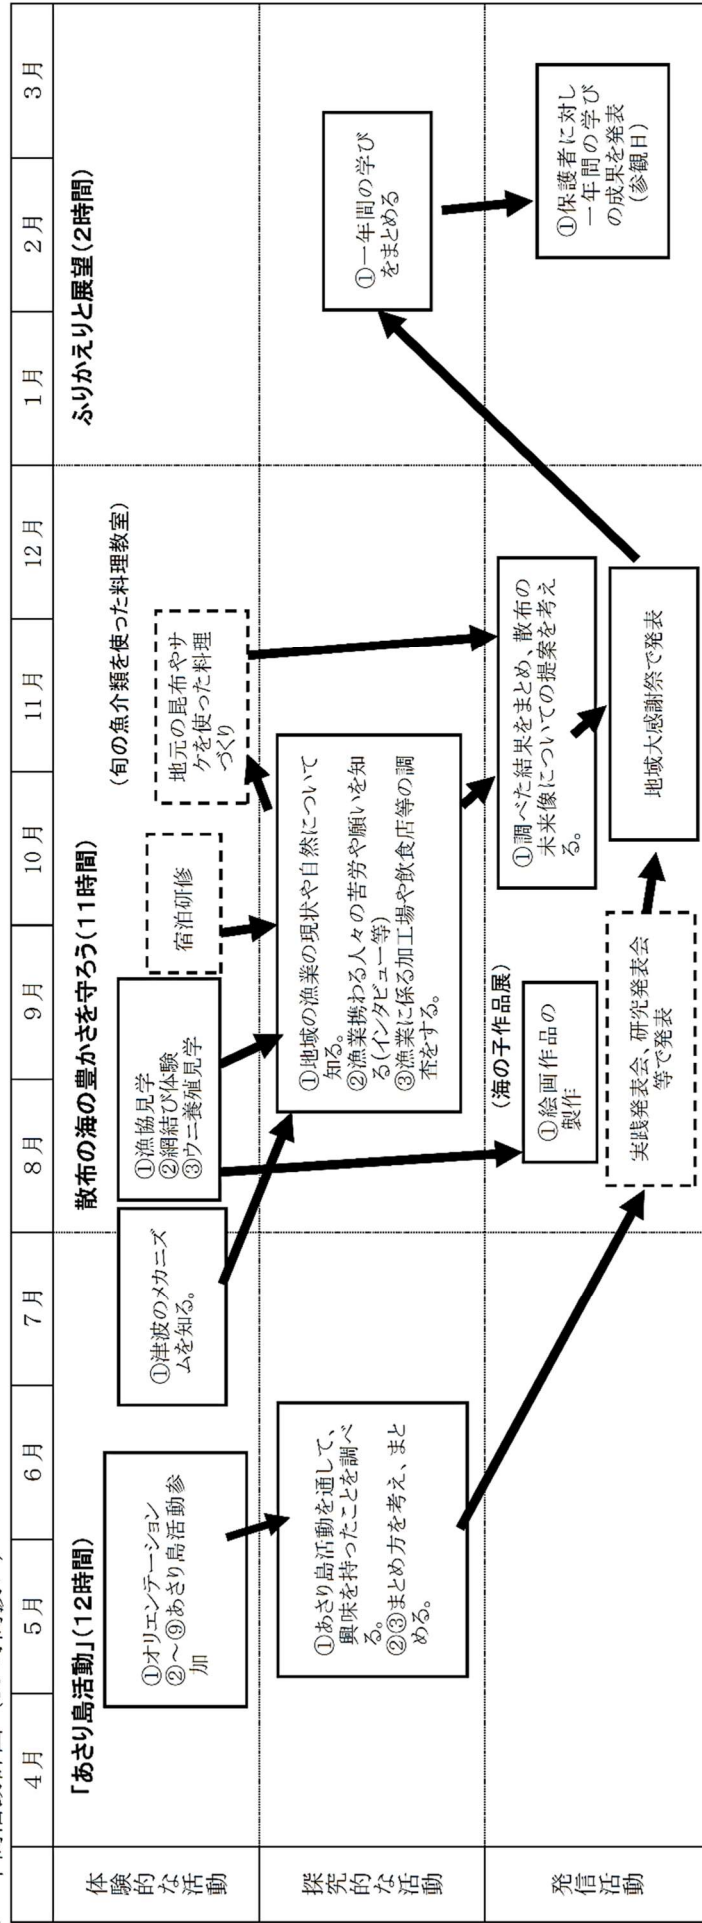 4月
5月
6月
7月
8月
9月
10月
11月
12月
1月
2月
3月
体験的な活動
「あさり島活動」(12時間)
①オリエンテーション
②～⑨あさり島活動参
加
①津波のメカニズ
ムを知る。
散布の海の豊かさを守ろう(11時間)
①漁協見学
②網結び体験
③ウニ養殖見学
宿泊研修
(旬の魚介類を使った料理教室)
地元の昆布やサ
ケを使った料理
づくり
ふりかえりと展望(2時間)
探究的な活動
①あさり島活動を通して、
興味を持ったことを調べ
る。
②③まとめ方を考え、まと
める。
①地域の漁業の現状や自然について
知る。
②漁業携わる人々の苦労や願いを知
る(インタビュー等)
③漁業に係る加工場や飲食店等の調
査をする。
①一年間の学び
をまとめる
発信活動
(海の子作品展)
①絵画作品の
製作
実践発表会、研究発表会
等で発表
①調べた結果をまとめ、散布の
未来像についての提案を考え
る。
地域大感謝祭で発表
①保護者に対し
一年間の学び
の成果を発表
(参観日)